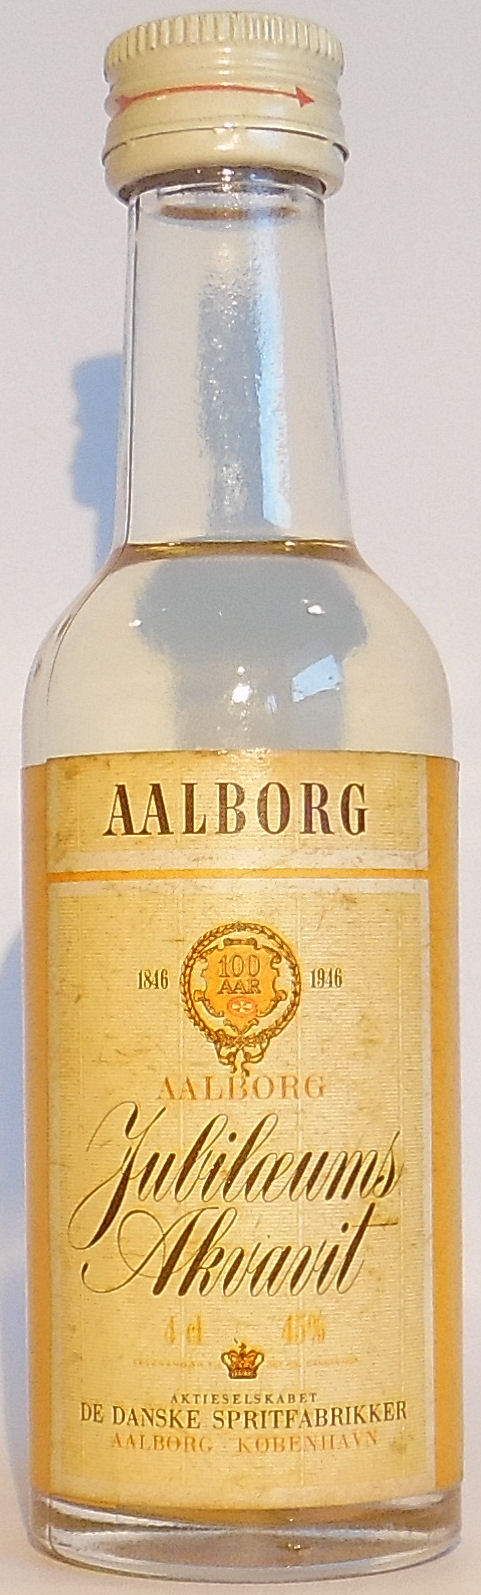 AALBORG
1846 100 AAR 1946
AALBORG
Jubilæums
Akvavit
4 cl 45%
AKTIESELSKABET
DE DANSKE SPRITFABRIKKER
AALBORG KØBENHAVN